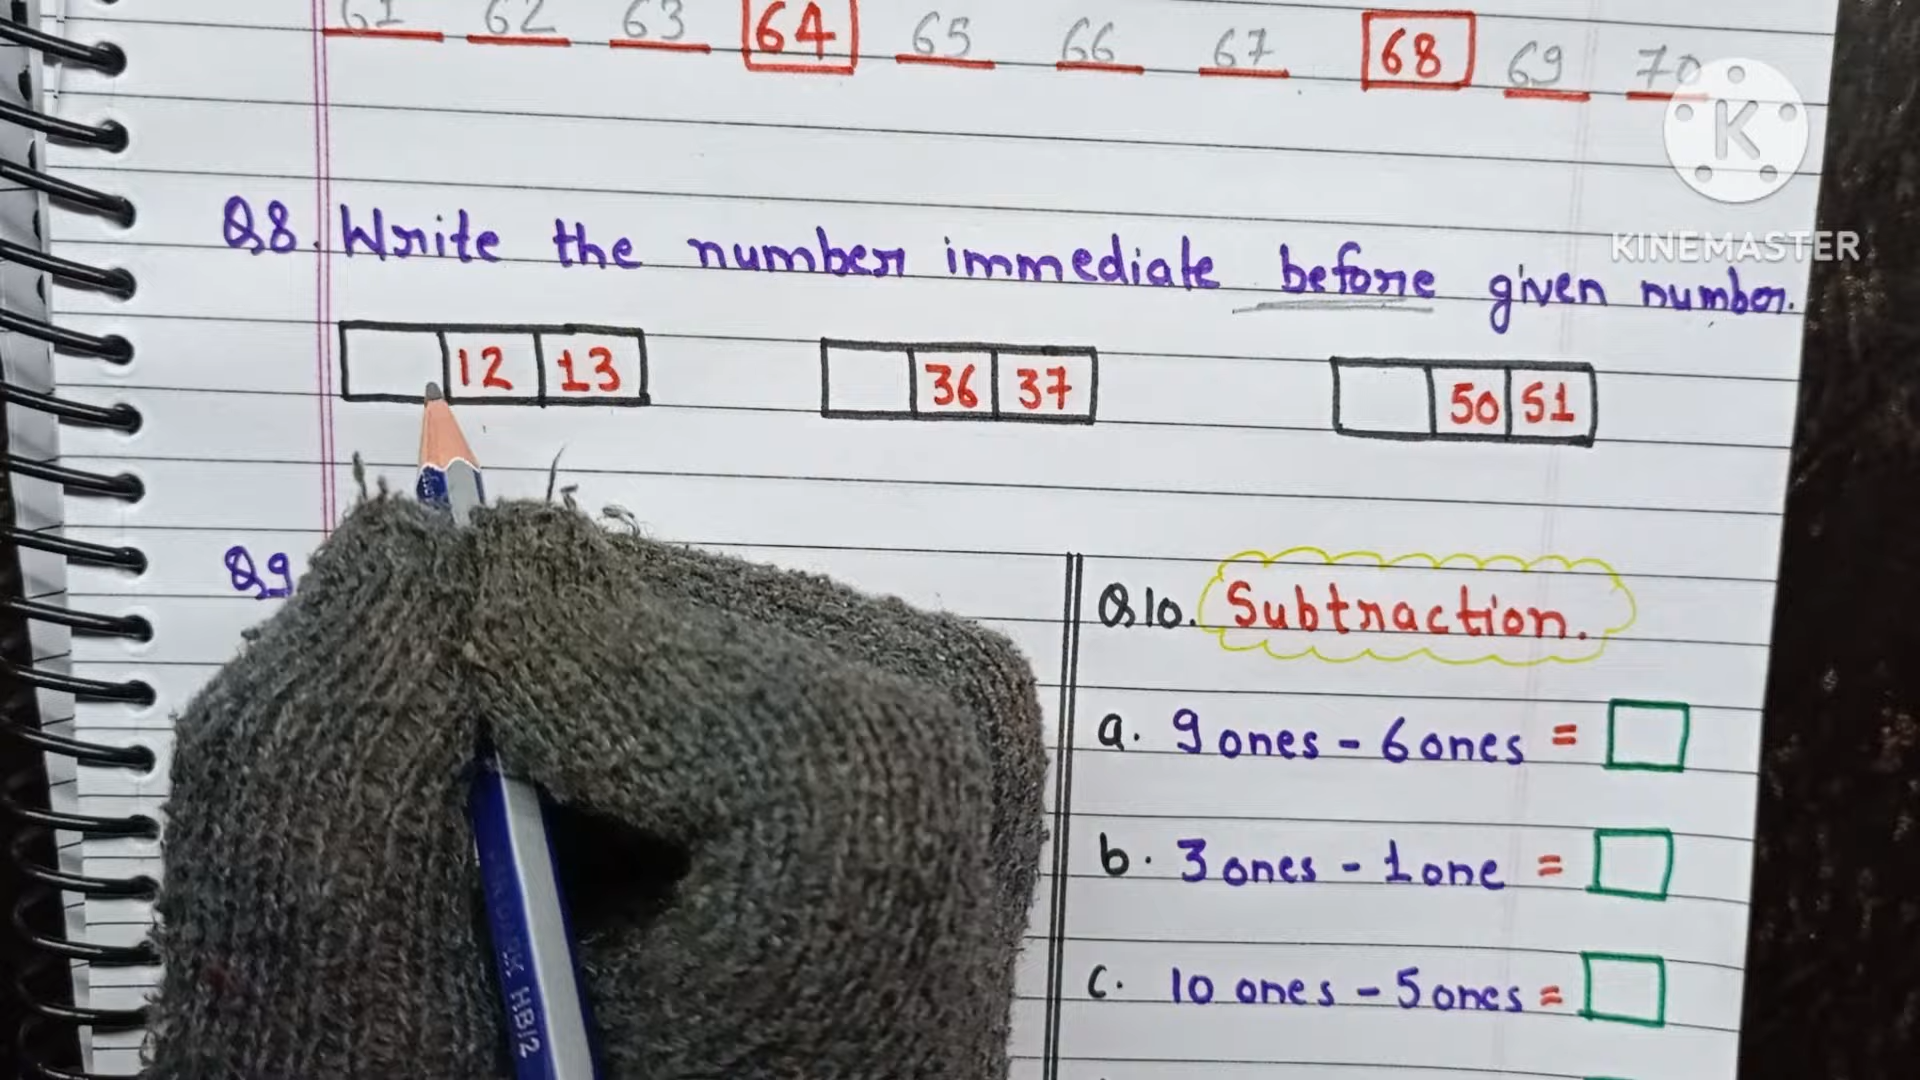 61 62 63 64 65 66 67 68 69 70
K
KINEMASTER
Q8. Write the number immediate before given number.
12 13 36 37 50 51
Q9
Q10. Subtraction.
a. 9 ones - 6 ones =
b. 3 ones - 1 one =
c. 10 ones - 5 ones =
HB/2